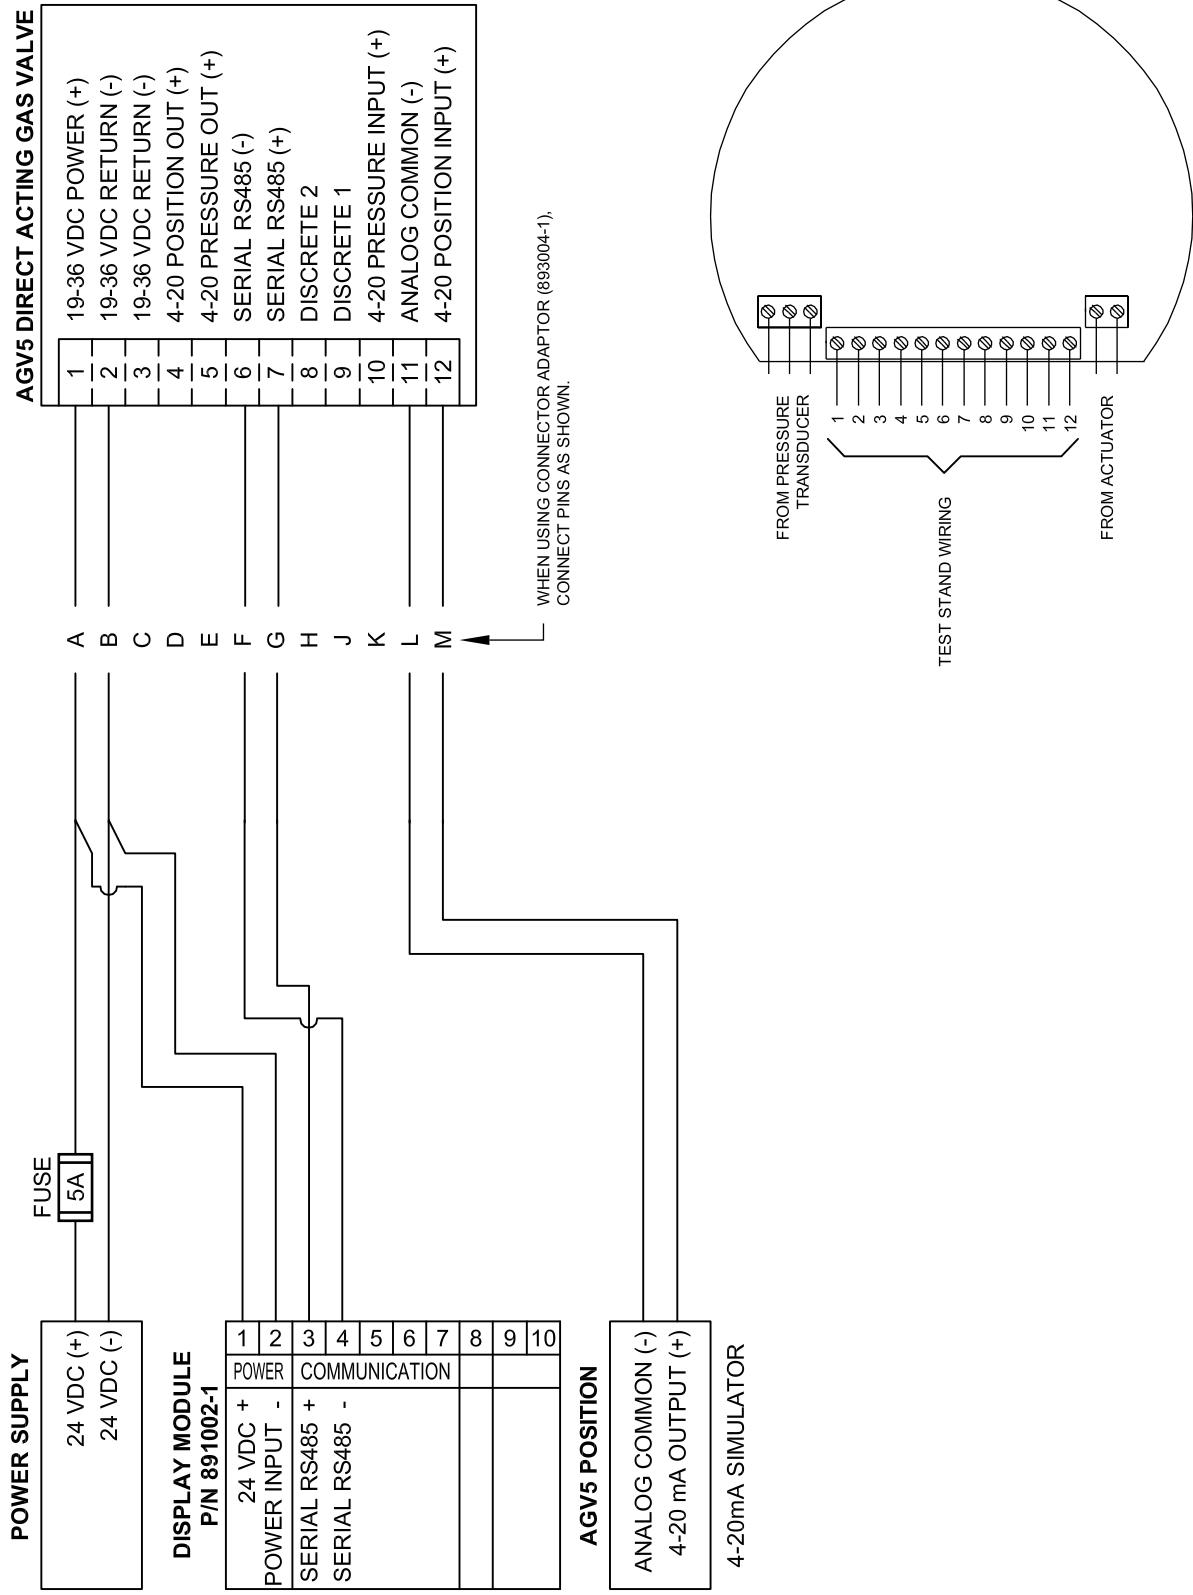 POWER SUPPLY
24 VDC (+)
24 VDC (-)
FUSE
5A
DISPLAY MODULE
P/N 891002-1
24 VDC +
POWER INPUT -
SERIAL RS485 +
SERIAL RS485 -
POWER
COMMUNICATION
1
2
3
4
5
6
7
8
9
10
AGV5 POSITION
ANALOG COMMON (-)
4-20 mA OUTPUT (+)
4-20mA SIMULATOR
A
B
C
D
E
F
G
H
J
K
L
M
WHEN USING CONNECTOR ADAPTOR (893004-1),
CONNECT PINS AS SHOWN.
AGV5 DIRECT ACTING GAS VALVE
1 19-36 VDC POWER (+)
2 19-36 VDC RETURN (-)
3 19-36 VDC RETURN (-)
4 4-20 POSITION OUT (+)
5 4-20 PRESSURE OUT (+)
6 SERIAL RS485 (-)
7 SERIAL RS485 (+)
8 DISCRETE 2
9 DISCRETE 1
10 4-20 PRESSURE INPUT (+)
11 ANALOG COMMON (-)
12 4-20 POSITION INPUT (+)
FROM PRESSURE
TRANSDUCER
1
2
3
4
5
6
7
8
9
10
11
12
TEST STAND WIRING
FROM ACTUATOR